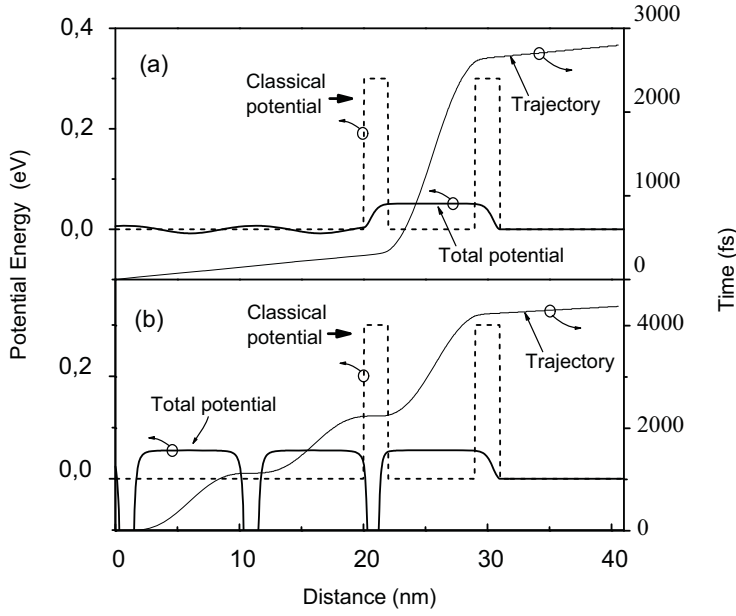 0,4
0,2
0,0
(a)
Classical
potential
Trajectory
Total potential
3000
2000
1000
0
Potential Energy (eV)
Time (fs)
0,2
0,0
(b)
Classical
potential
Trajectory
Total potential
4000
3000
2000
1000
0
0
10
20
30
40
Distance (nm)